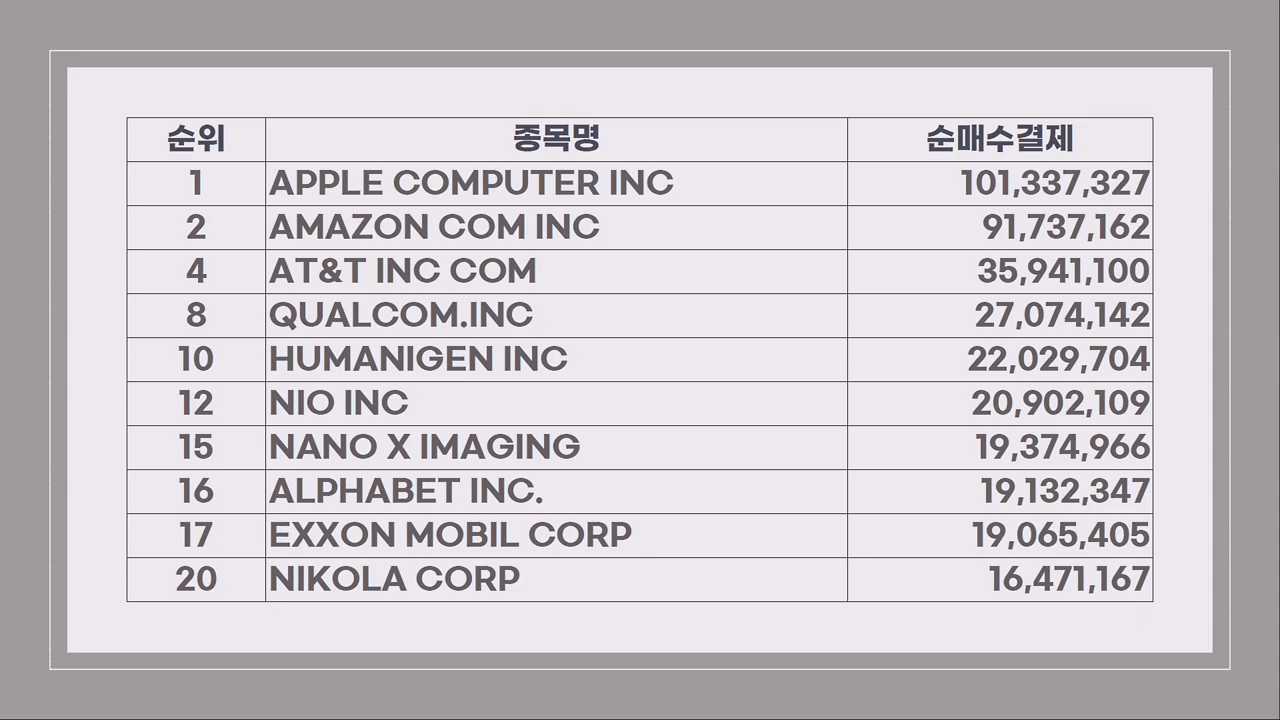 순위 종목명 순매수결제
1 APPLE COMPUTER INC 101,337,327
2 AMAZON COM INC 91,737,162
4 AT&T INC COM 35,941,100
8 QUALCOM.INC 27,074,142
10 HUMANIGEN INC 22,029,704
12 NIO INC 20,902,109
15 NANO X IMAGING 19,374,966
16 ALPHABET INC. 19,132,347
17 EXXON MOBIL CORP 19,065,405
20 NIKOLA CORP 16,471,167